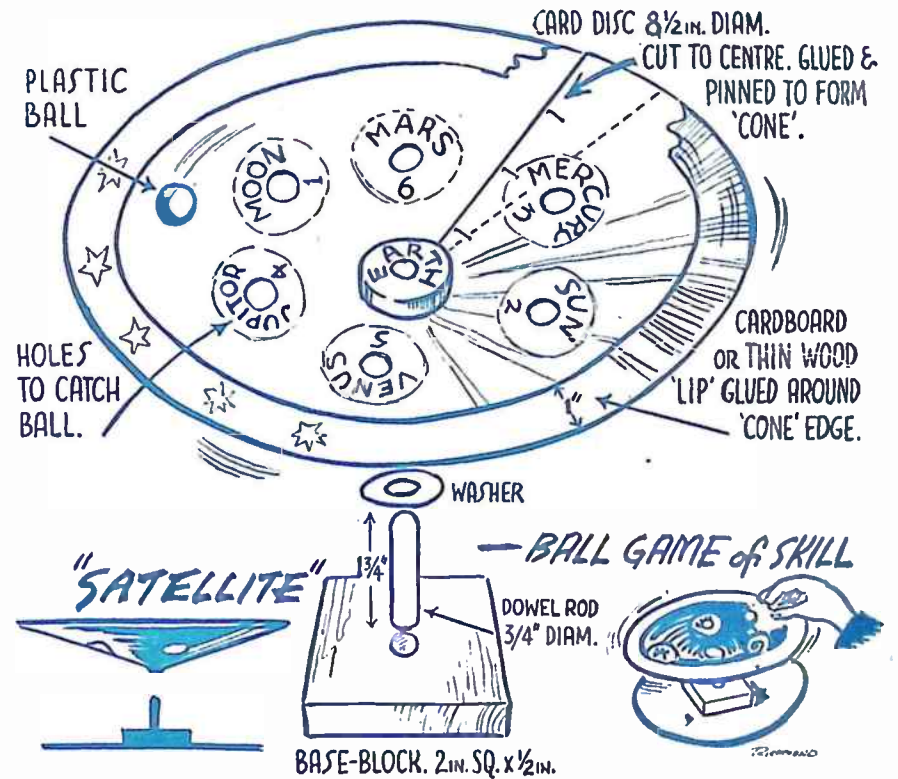 CARD DISC 8½IN. DIAM.
CUT TO CENTRE. GLUED &
PINNED TO FORM
'CONE'.
PLASTIC
BALL
MARS
6
MOON
1
MERCURY
3
EARTH
JUPITOR
4
SUN
2
VENUS
5
HOLES
TO CATCH
BALL.
1"
CARDBOARD
OR THIN WOOD
'LIP' GLUED AROUND
'CONE' EDGE.
WASHER
"SATELLITE"
— BALL GAME of SKILL
1¾"
DOWEL ROD
3/4" DIAM.
BASE-BLOCK. 2IN. SQ. X ½IN.